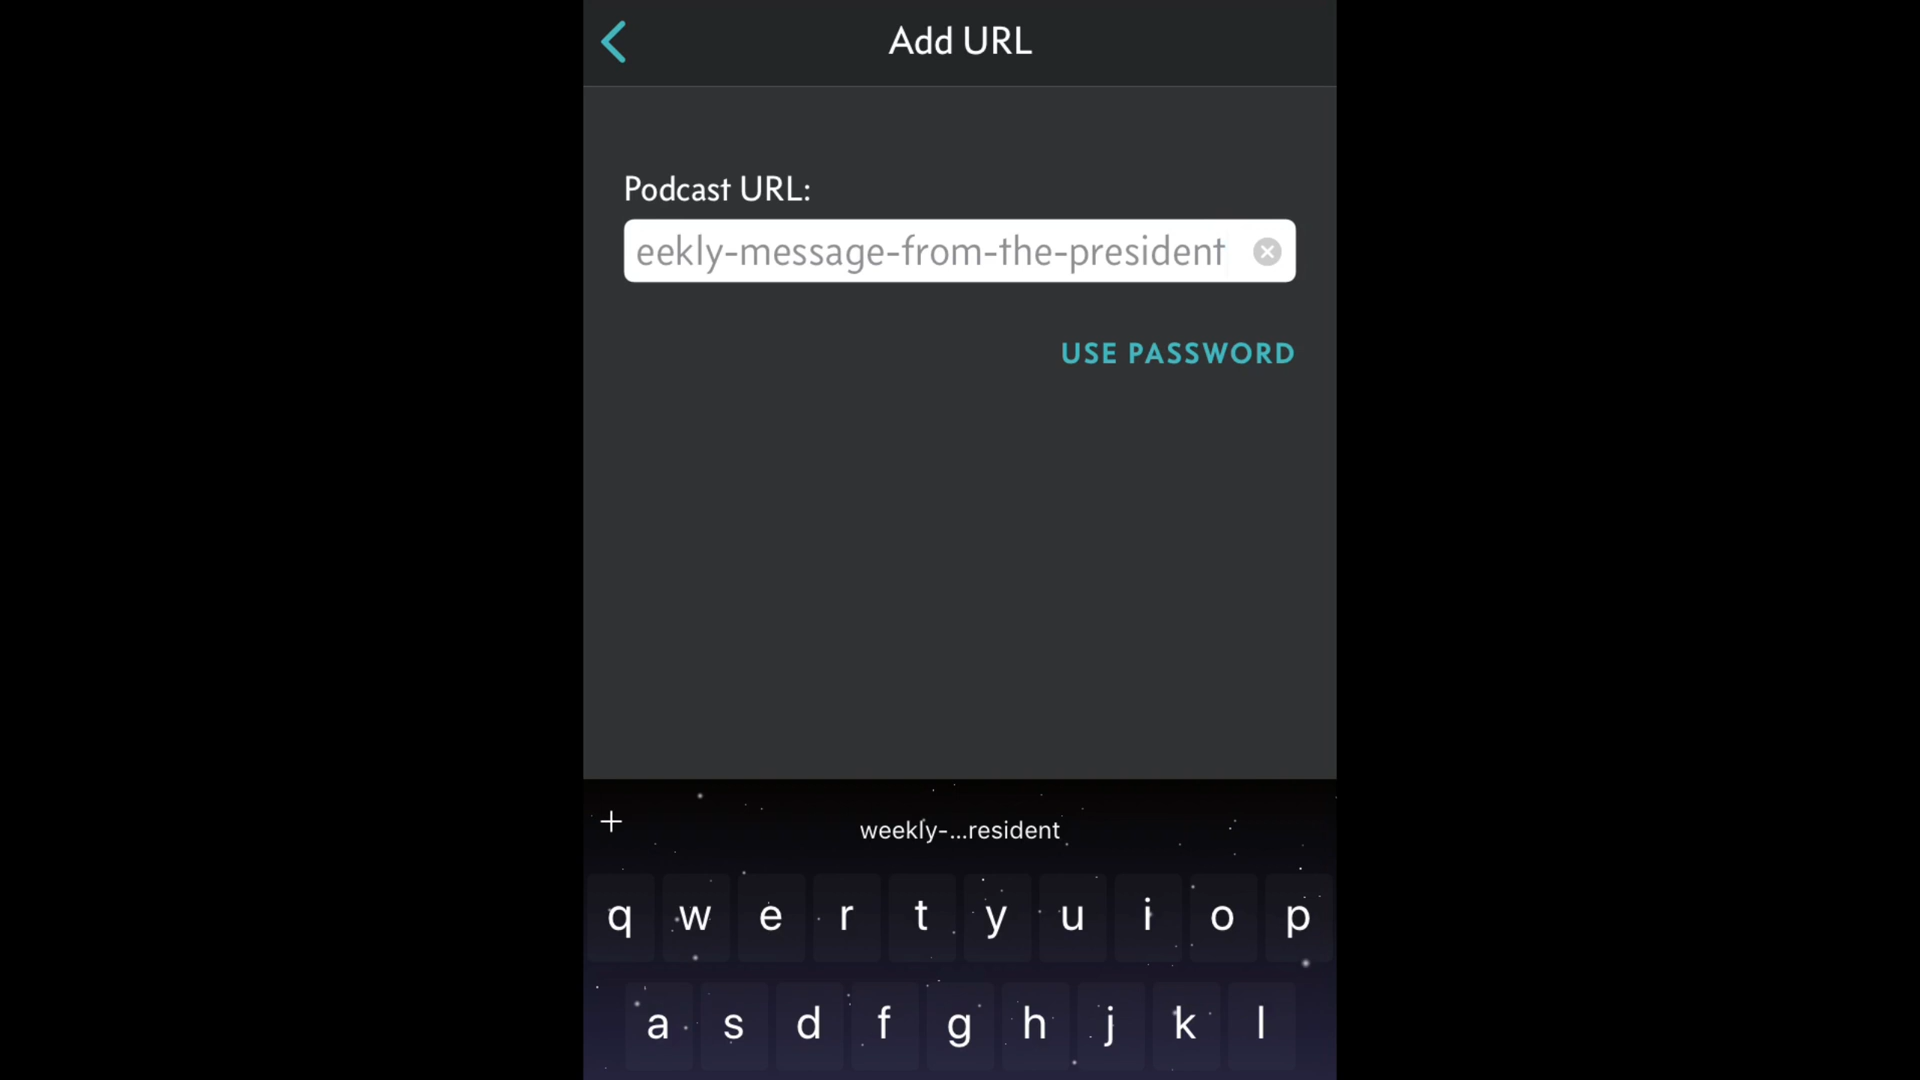 Add URL
Podcast URL:
eekly-message-from-the-president
USE PASSWORD
+ weekly-...resident
q w e r t y u i o p
a s d f g h j k l